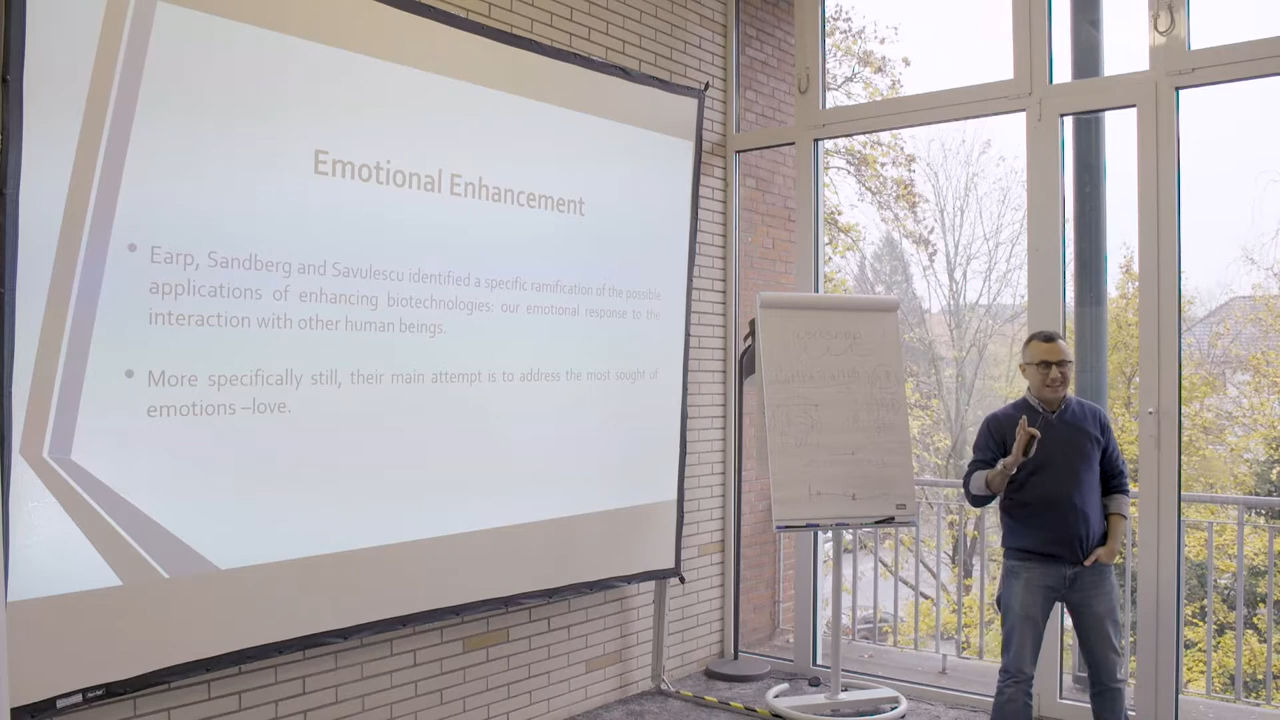 Emotional Enhancement
Earp, Sandberg and Savulescu identified a specific ramification of the possible
applications of enhancing biotechnologies: our emotional response to the
interaction with other human beings.
More specifically still, their main attempt is to address the most sought of
emotions –love.